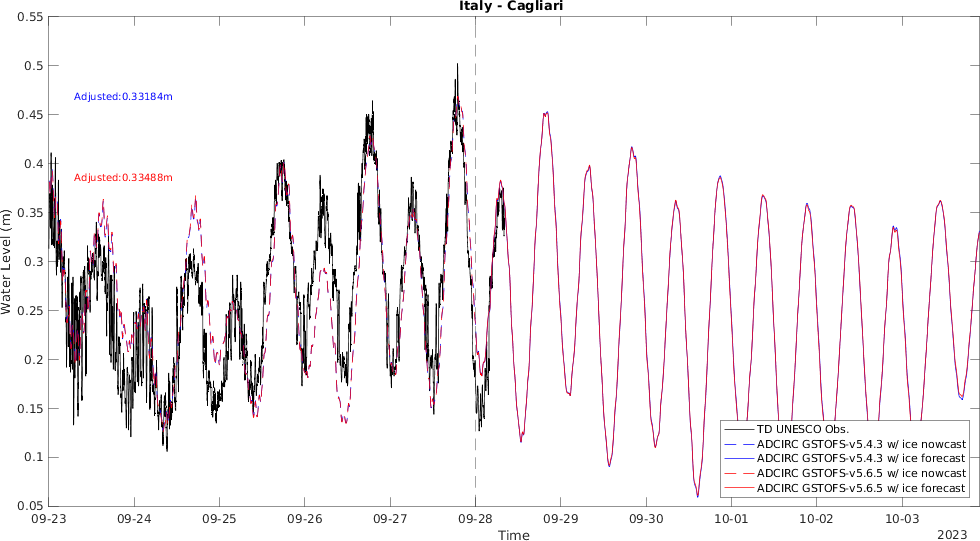 Italy - Cagliari
0.55
0.5
0.45
0.4
0.35
0.3
0.25
0.2
0.15
0.1
0.05
Water Level (m)
Adjusted:0.33184m
Adjusted:0.33488m
TD UNESCO Obs.
ADCIRC GSTOFS-v5.4.3 w/ ice nowcast
ADCIRC GSTOFS-v5.4.3 w/ ice forecast
ADCIRC GSTOFS-v5.6.5 w/ ice nowcast
ADCIRC GSTOFS-v5.6.5 w/ ice forecast
09-23 09-24 09-25 09-26 09-27 09-28 09-29 09-30 10-01 10-02 10-03
Time
2023